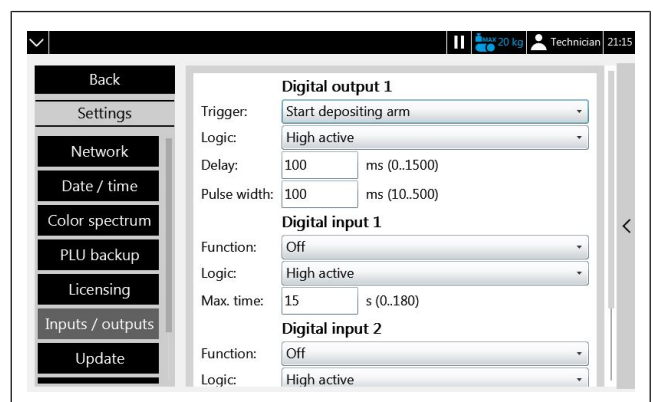 MAX 20 kg Technician 21:15
Back
Settings
Network
Date / time
Color spectrum
PLU backup
Licensing
Inputs / outputs
Update
Digital output 1
Trigger: Start depositing arm
Logic: High active
Delay: 100 ms (0..1500)
Pulse width: 100 ms (10..500)
Digital input 1
Function: Off
Logic: High active
Max. time: 15 s (0..180)
Digital input 2
Function: Off
Logic: High active